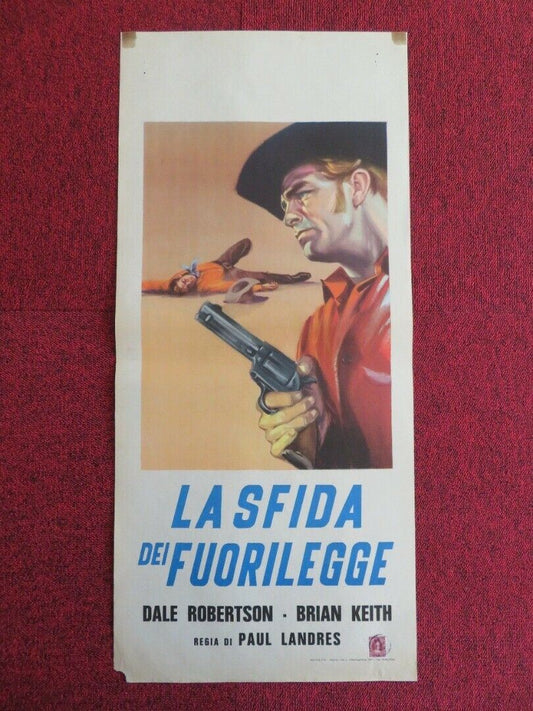 LA SFIDA
DEI FUORILEGGE
DALE ROBERTSON - BRIAN KEITH
REGIA DI PAUL LANDRES